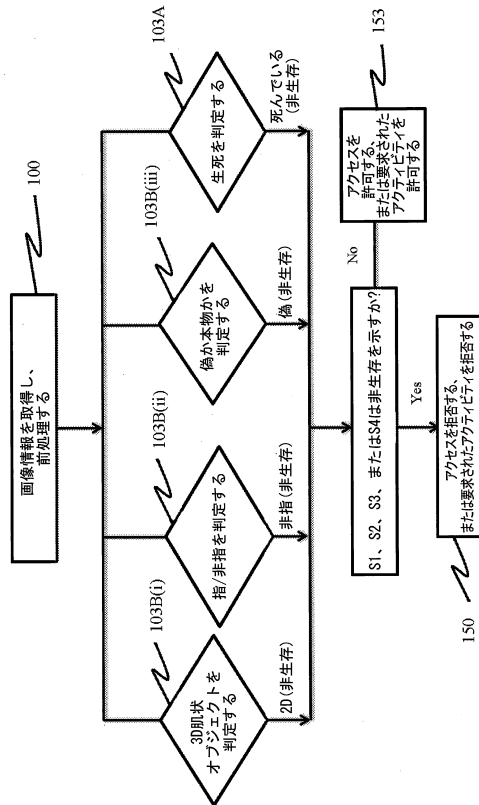 画像情報を取得し、
前処理する
100
3D肌状
オブジェクトを
判定する
103B(i)
指/非指を判定する
103B(ii)
偽か本物かを
判定する
103B(iii)
生死を判定する
103A
2D(非生存)
非指(非生存)
偽(非生存)
死んでいる
(非生存)
S1、S2、S3、またはS4は非生存を示すか?
No
アクセスを
許可する、
または要求された
アクティビティを
許可する
153
Yes
アクセスを拒否する、
または要求されたアクティビティを拒否する
150